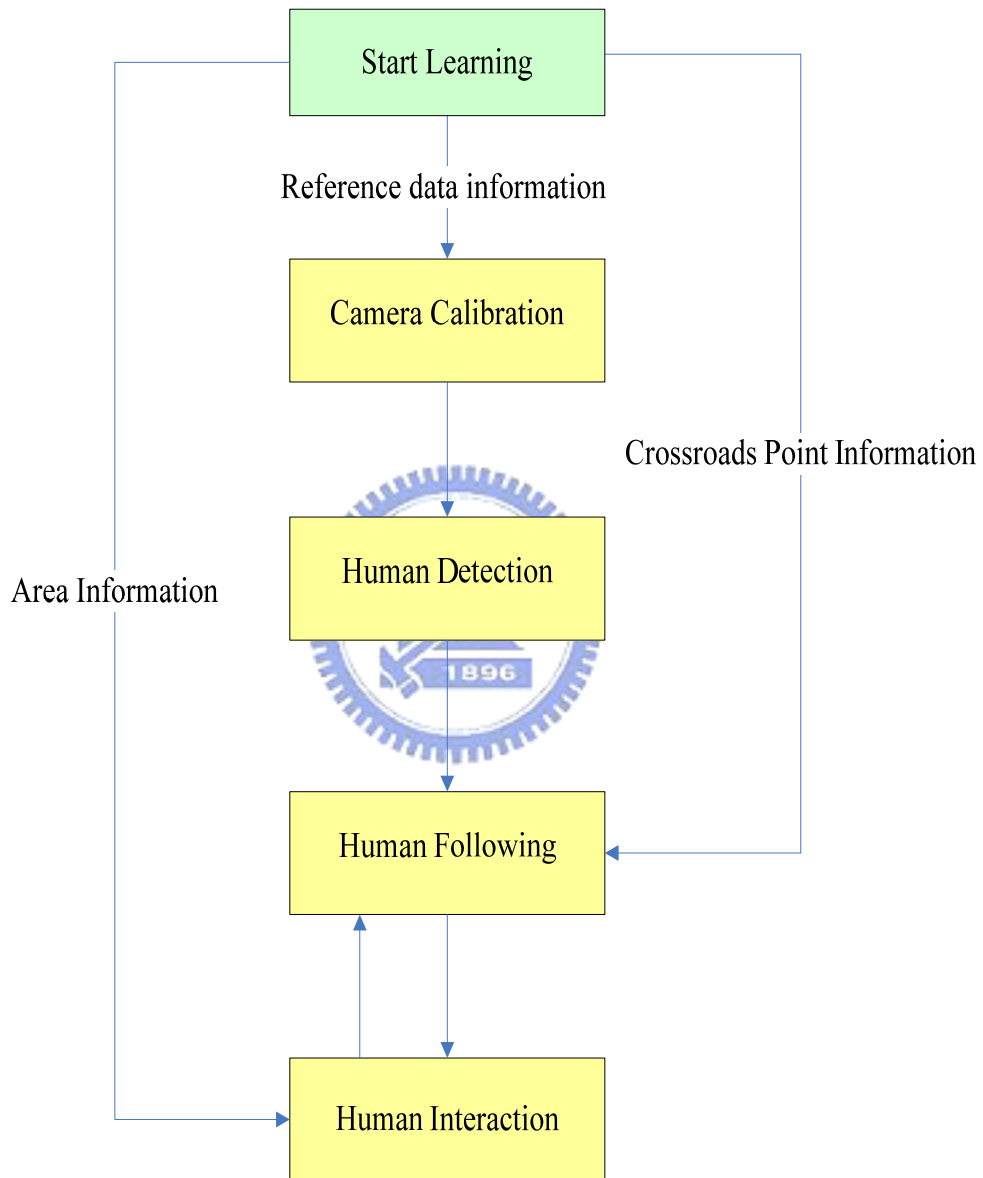 Start Learning
Reference data information
Camera Calibration
Crossroads Point Information
Human Detection
Area Information
1896
Human Following
Human Interaction